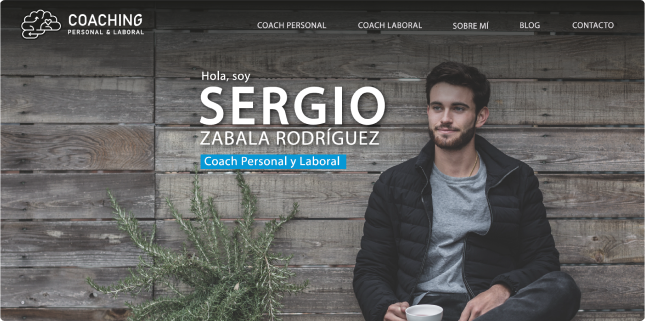 COACHING
PERSONAL & LABORAL
COACH PERSONAL
COACH LABORAL
SOBRE MÍ
BLOG
CONTACTO
Hola, soy
SERGIO
ZABALA RODRÍGUEZ
Coach Personal y Laboral